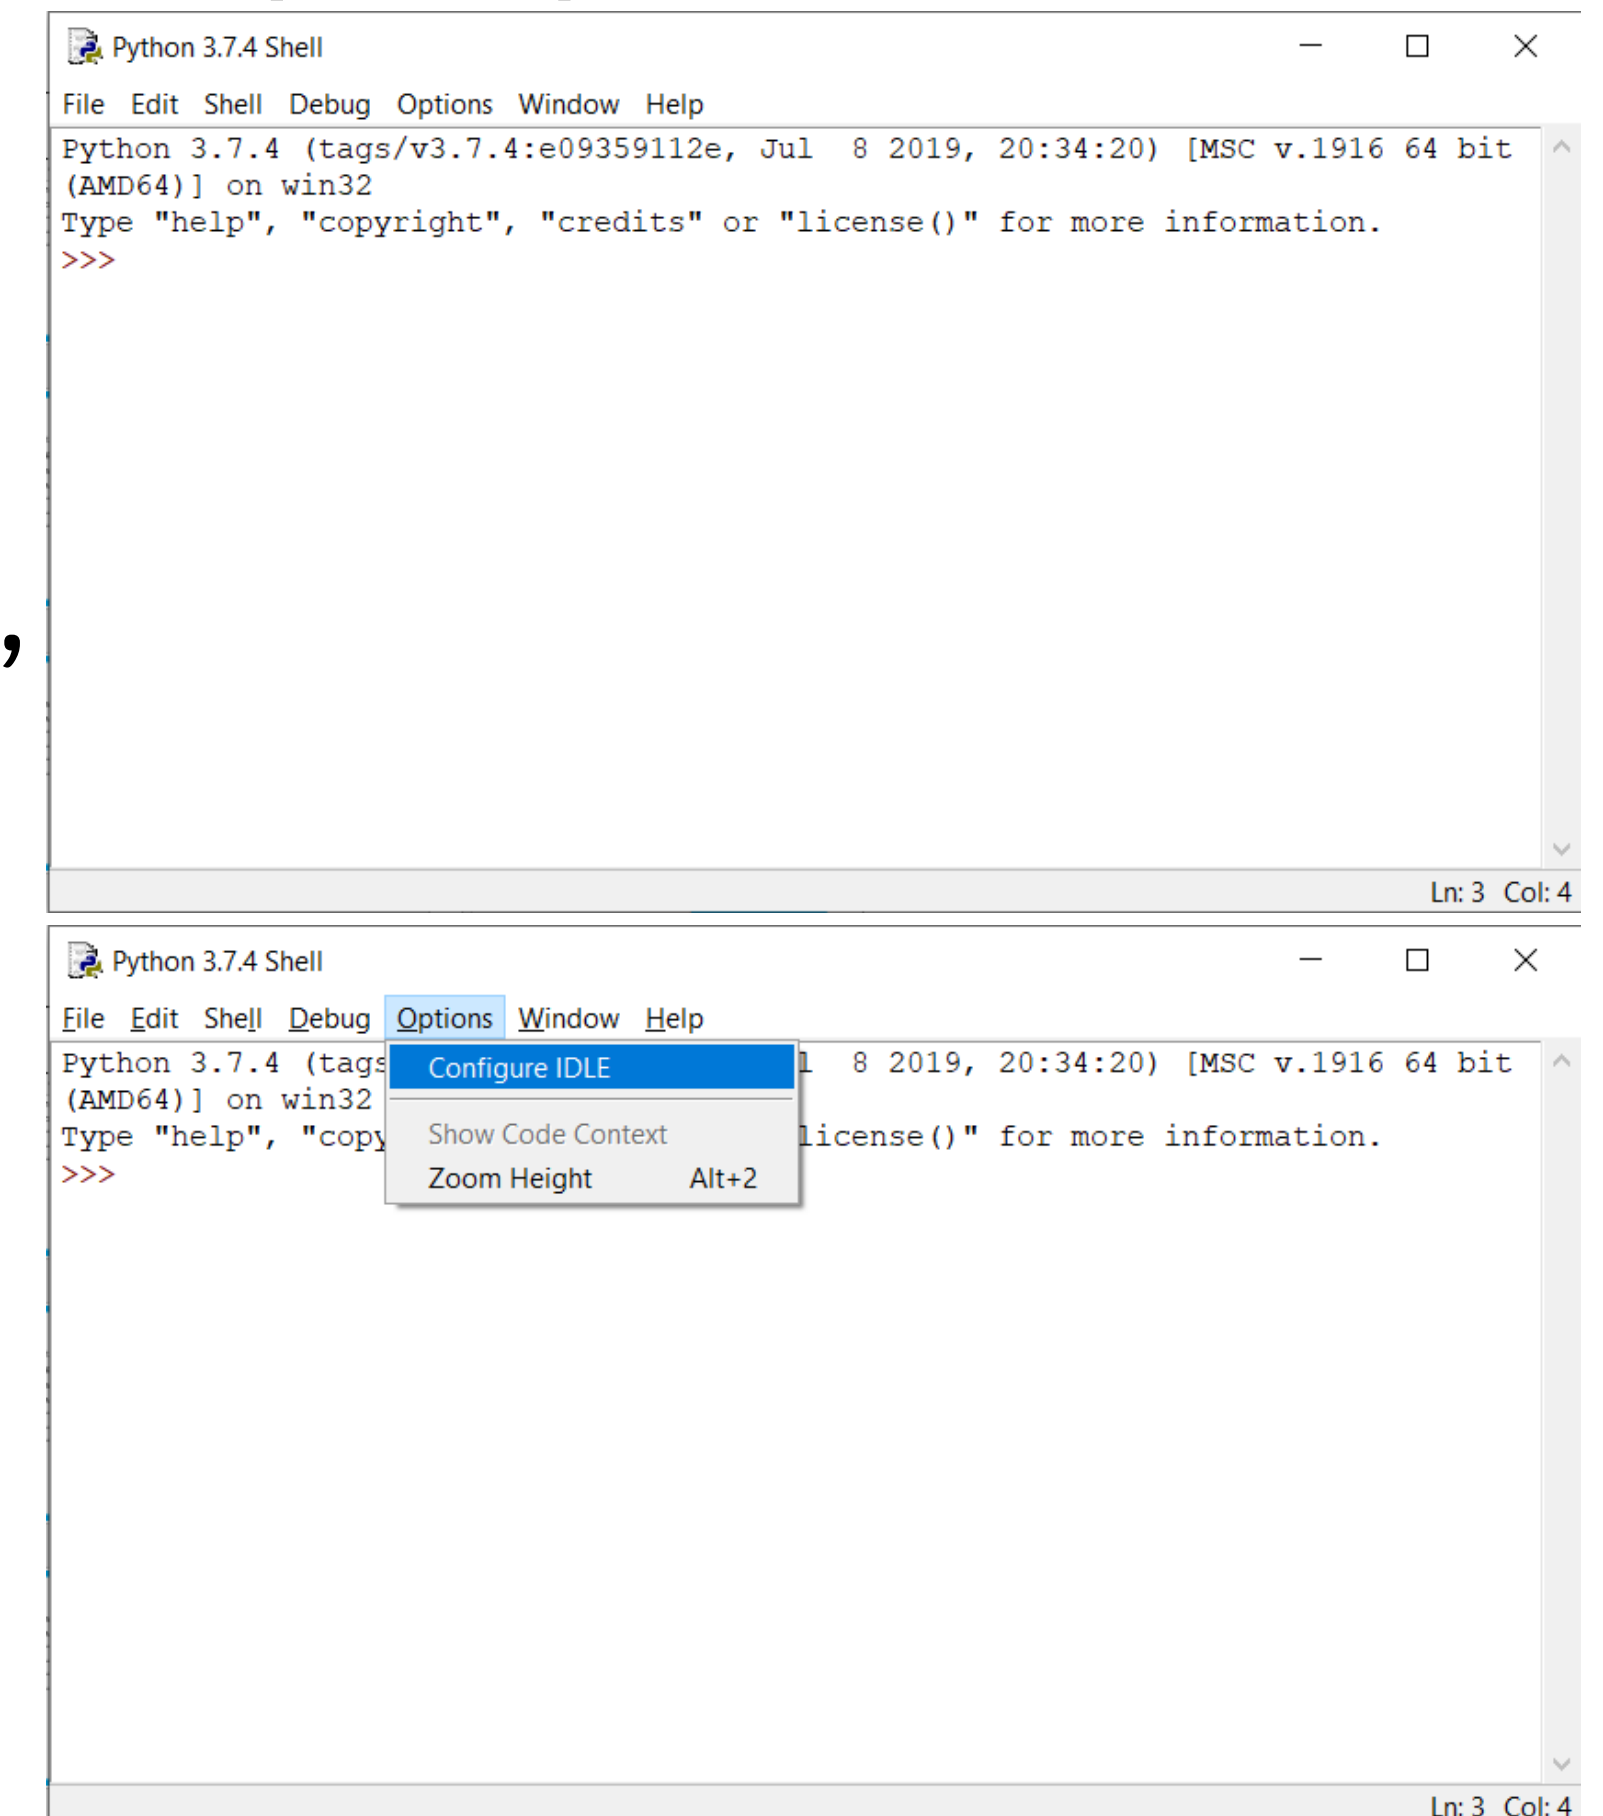 Python 3.7.4 Shell
File Edit Shell Debug Options Window Help
Python 3.7.4 (tags/v3.7.4:e09359112e, Jul  8 2019, 20:34:20) [MSC v.1916 64 bit
(AMD64)] on win32
Type "help", "copyright", "credits" or "license()" for more information.
>>>
,
Ln: 3 Col: 4
Python 3.7.4 Shell
File Edit Shell Debug Options Window Help
Python 3.7.4 (tags Configure IDLE l  8 2019, 20:34:20) [MSC v.1916 64 bit
(AMD64)] on win32
Type "help", "copy Show Code Context license()" for more information.
>>> Zoom Height Alt+2
Ln: 3 Col: 4